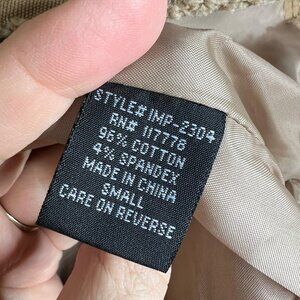 STYLE# IMP-2304
RN# 117778
96% COTTON
4% SPANDEX
MADE IN CHINA
SMALL
CARE ON REVERSE